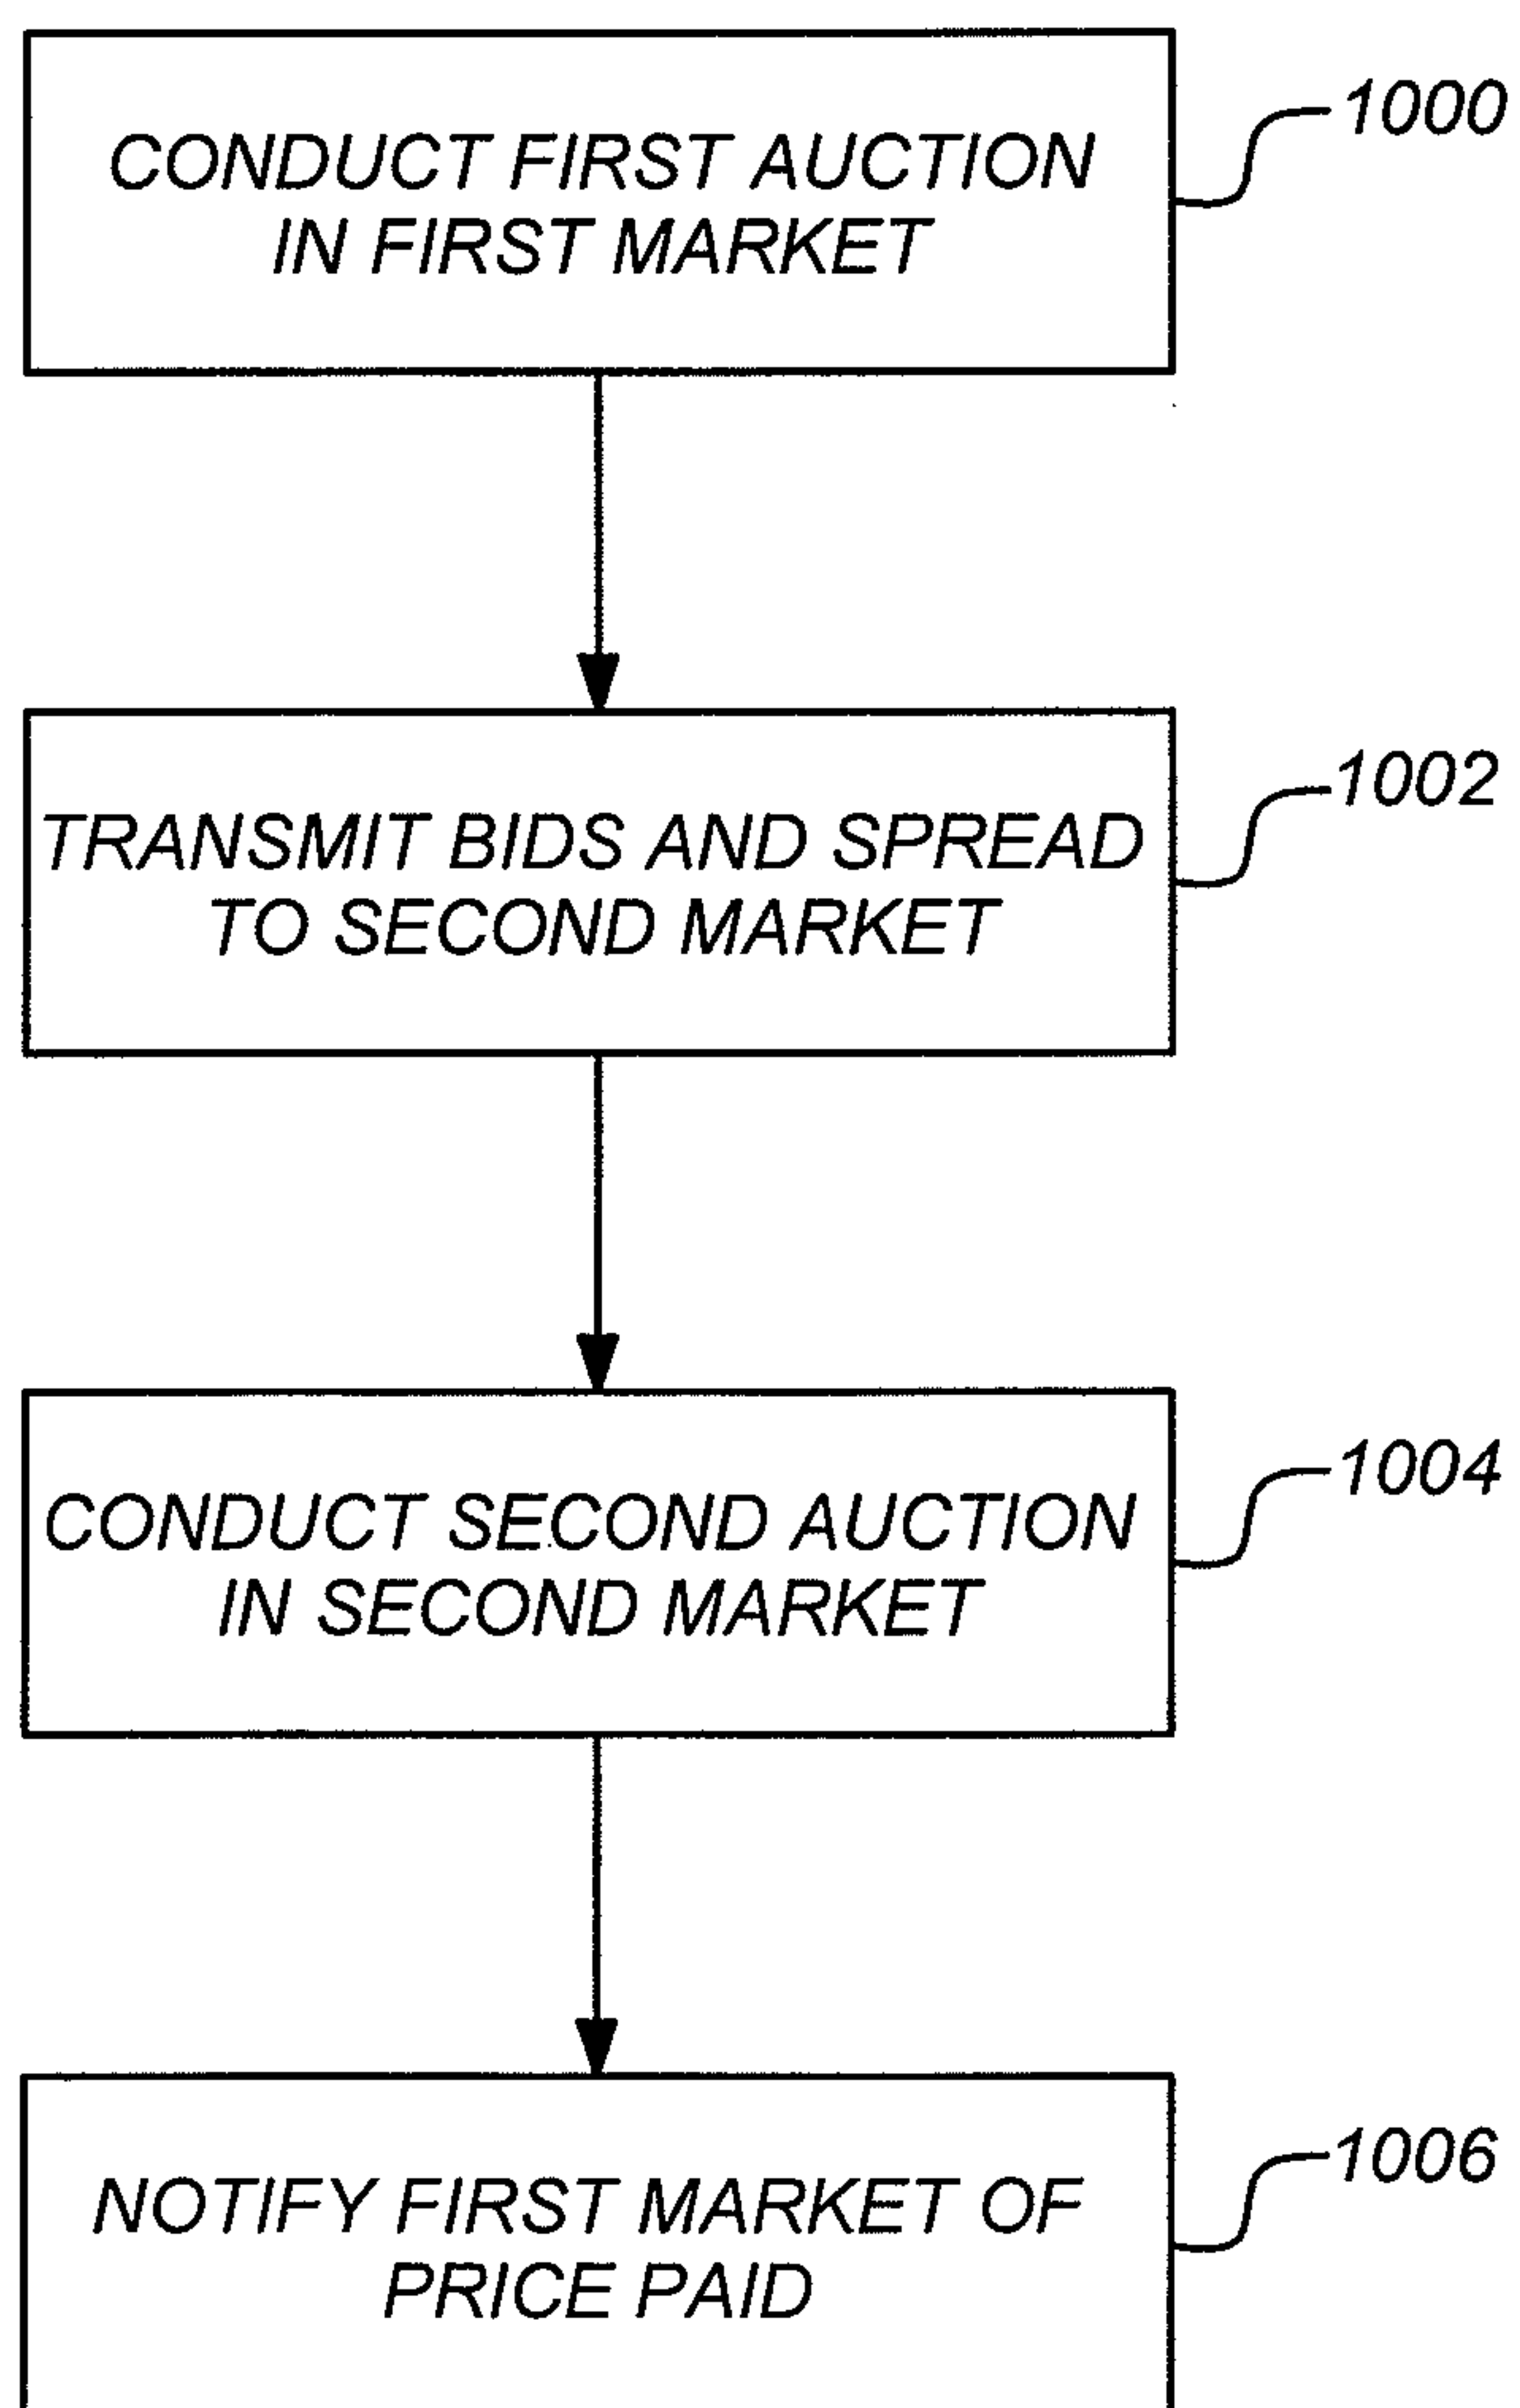 CONDUCT FIRST AUCTION
IN FIRST MARKET
1000
TRANSMIT BIDS AND SPREAD
TO SECOND MARKET
1002
CONDUCT SECOND AUCTION
IN SECOND MARKET
1004
NOTIFY FIRST MARKET OF
PRICE PAID
1006